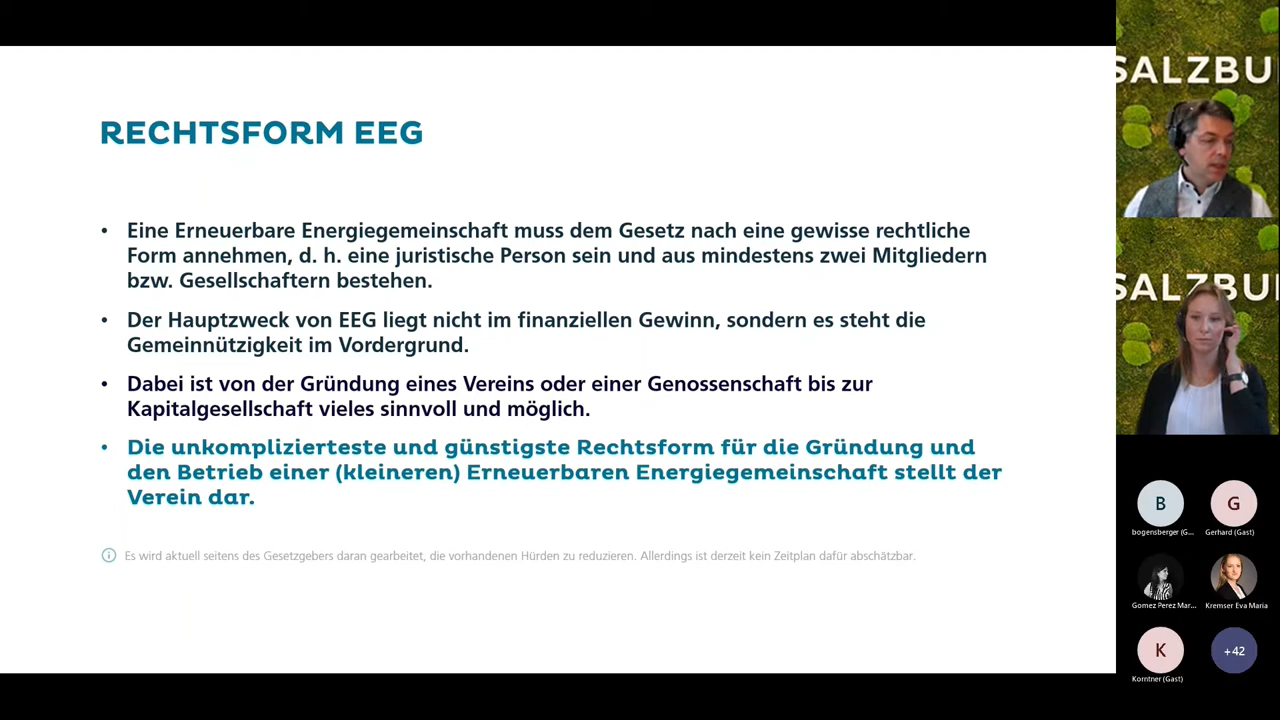 RECHTSFORM EEG
• Eine Erneuerbare Energiegemeinschaft muss dem Gesetz nach eine gewisse rechtliche
Form annehmen, d. h. eine juristische Person sein und aus mindestens zwei Mitgliedern
bzw. Gesellschaftern bestehen.
• Der Hauptzweck von EEG liegt nicht im finanziellen Gewinn, sondern es steht die
Gemeinnützigkeit im Vordergrund.
• Dabei ist von der Gründung eines Vereins oder einer Genossenschaft bis zur
Kapitalgesellschaft vieles sinnvoll und möglich.
• Die unkomplizierteste und günstigste Rechtsform für die Gründung und
den Betrieb einer (kleineren) Erneuerbaren Energiegemeinschaft stellt der
Verein dar.
Es wird aktuell seitens des Gesetzgebers daran gearbeitet, die vorhandenen Hürden zu reduzieren. Allerdings ist derzeit kein Zeitplan dafür abschätzbar.
SALZBU
SALZBU
B
G
bogensberger (G...
Gerhard (Gast)
Gomez Perez Mar...
Kremser Eva Maria
K
+42
Korntner (Gast)